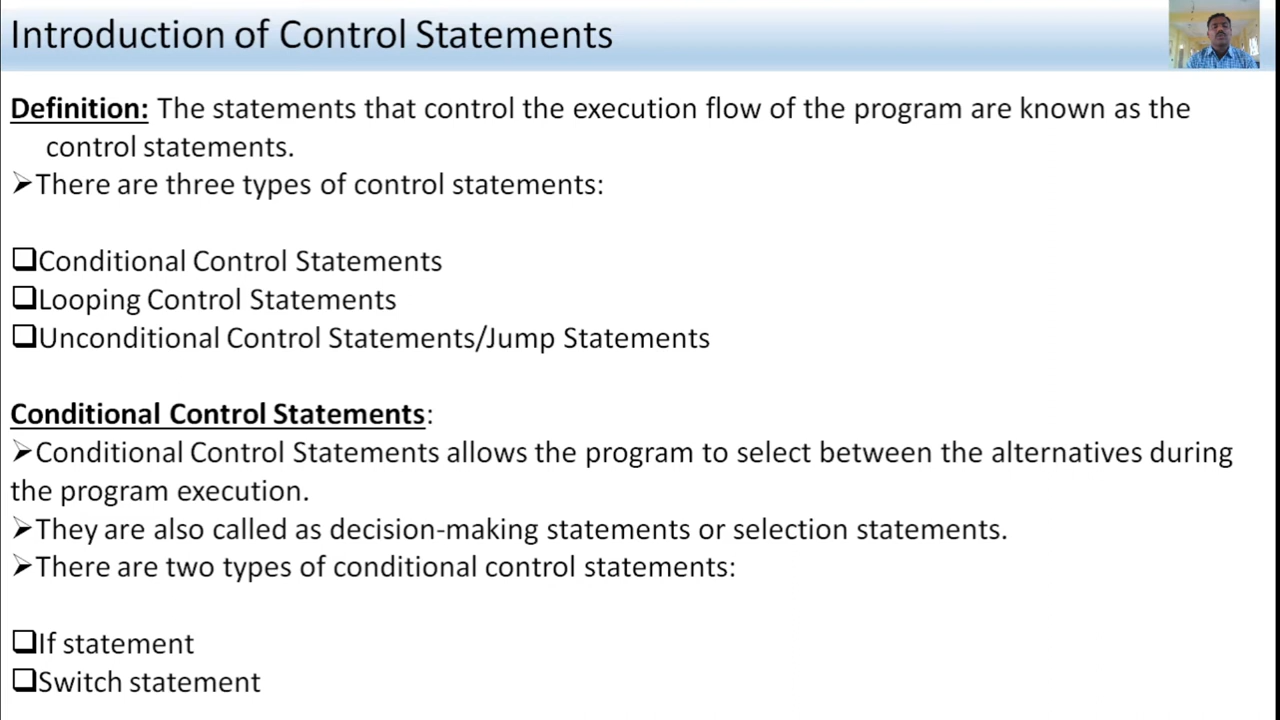 Introduction of Control Statements
Definition: The statements that control the execution flow of the program are known as the
control statements.
➢There are three types of control statements:
❑Conditional Control Statements
❑Looping Control Statements
❑Unconditional Control Statements/Jump Statements
Conditional Control Statements:
➢Conditional Control Statements allows the program to select between the alternatives during
the program execution.
➢They are also called as decision-making statements or selection statements.
➢There are two types of conditional control statements:
❑If statement
❑Switch statement